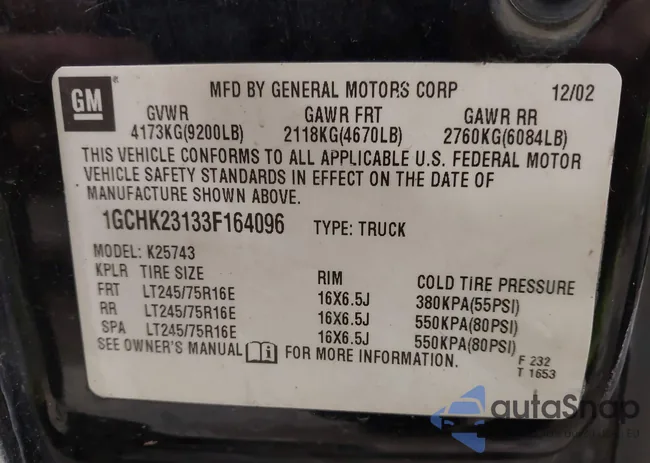 GM
MFD BY GENERAL MOTORS CORP 12/02
GVWR GAWR FRT GAWR RR
4173KG(9200LB) 2118KG(4670LB) 2760KG(6084LB)
THIS VEHICLE CONFORMS TO ALL APPLICABLE U.S. FEDERAL MOTOR
VEHICLE SAFETY STANDARDS IN EFFECT ON THE DATE OF
MANUFACTURE SHOWN ABOVE.
1GCHK23133F164096 TYPE: TRUCK
MODEL: K25743
KPLR TIRE SIZE RIM COLD TIRE PRESSURE
FRT LT245/75R16E 16X6.5J 380KPA(55PSI)
RR LT245/75R16E 16X6.5J 550KPA(80PSI)
SPA LT245/75R16E 16X6.5J 550KPA(80PSI)
SEE OWNER'S MANUAL FOR MORE INFORMATION.
F 232
T 1653
autaSnap